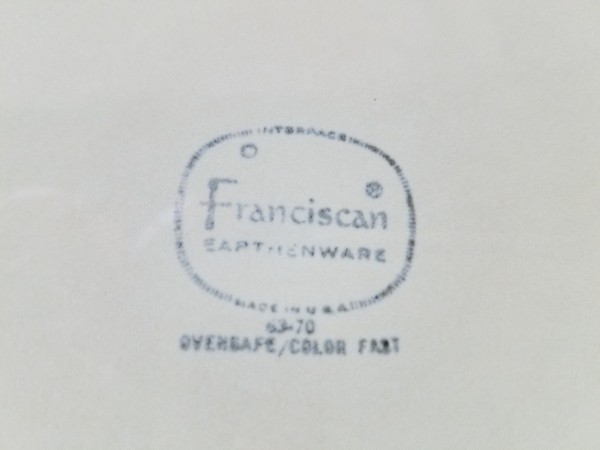 INTERPACE
®
Franciscan
EARTHENWARE
MADE IN U.S.A.
63-70
OVENSAFE/COLOR FAST